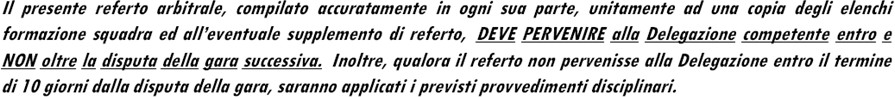 Il presente referto arbitrale, compilato accuratamente in ogni sua parte, unitamente ad una copia degli elenchi
formazione squadra ed all'eventuale supplemento di referto, DEVE PERVENIRE alla Delegazione competente entro e
NON oltre la disputa della gara successiva. Inoltre, qualora il referto non pervenisse alla Delegazione entro il termine
di 10 giorni dalla disputa della gara, saranno applicati i previsti provvedimenti disciplinari.